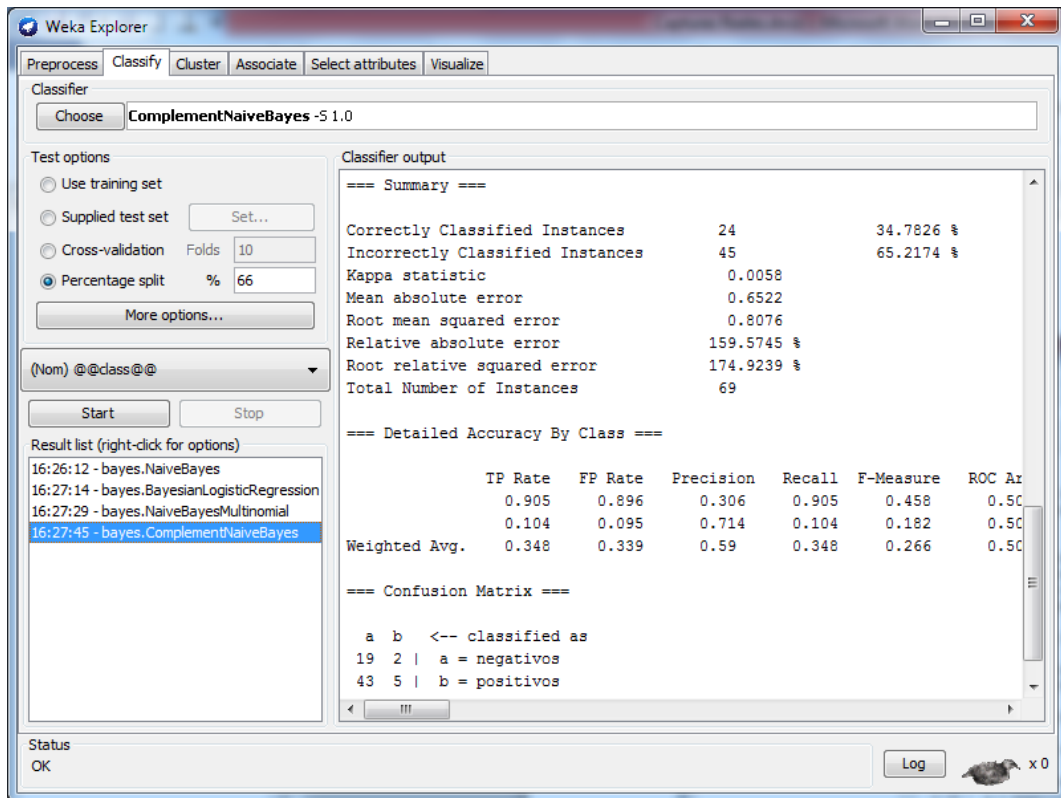 Weka Explorer
Preprocess Classify Cluster Associate Select attributes Visualize
Classifier
Choose ComplementNaiveBayes -S 1.0
Test options
Use training set
Supplied test set Set...
Cross-validation Folds 10
Percentage split % 66
More options...
(Nom) @@class@@
Start Stop
Result list (right-click for options)
16:26:12 - bayes.NaiveBayes
16:27:14 - bayes.BayesianLogisticRegression
16:27:29 - bayes.NaiveBayesMultinomial
16:27:45 - bayes.ComplementNaiveBayes
Classifier output
=== Summary ===
Correctly Classified Instances 24 34.7826 %
Incorrectly Classified Instances 45 65.2174 %
Kappa statistic 0.0058
Mean absolute error 0.6522
Root mean squared error 0.8076
Relative absolute error 159.5745 %
Root relative squared error 174.9239 %
Total Number of Instances 69
=== Detailed Accuracy By Class ===
TP Rate FP Rate Precision Recall F-Measure ROC Ar
0.905 0.896 0.306 0.905 0.458 0.50
0.104 0.095 0.714 0.104 0.182 0.50
Weighted Avg. 0.348 0.339 0.59 0.348 0.266 0.50
=== Confusion Matrix ===
a b <-- classified as
19 2 | a = negativos
43 5 | b = positivos
Status
OK
Log x 0